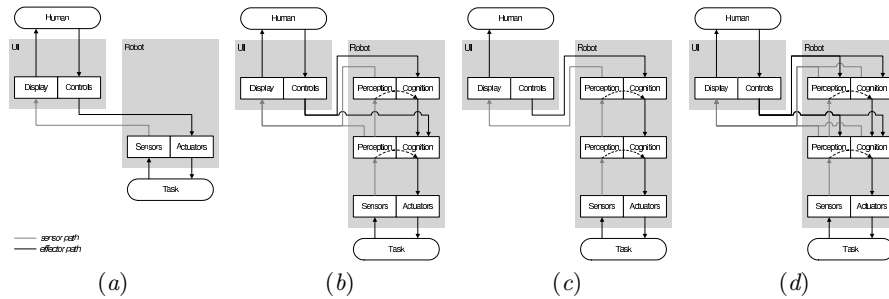 Human
UI
Robot
Display
Controls
Sensors
Actuators
Task
sensor path
effector path
(a)
Human
UI
Robot
Display
Controls
Perception
Cognition
Perception
Cognition
Sensors
Actuators
Task
(b)
Human
UI
Robot
Display
Controls
Perception
Cognition
Perception
Cognition
Sensors
Actuators
Task
(c)
Human
UI
Robot
Display
Controls
Perception
Cognition
Perception
Cognition
Sensors
Actuators
Task
(d)